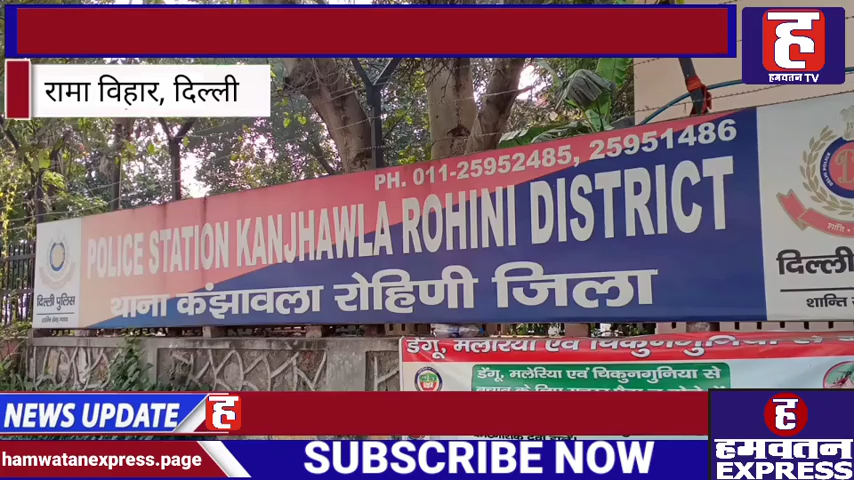 ह
हमवतन TV
रामा विहार, दिल्ली
PH. 011-25952485, 25951486
POLICE STATION KANJHAWLA ROHINI DISTRICT
थाना कंझावला रोहिणी जिला
दिल्ली पुलिस
दिल्ली
शान्ति
डेंगू, मलेरिया एवं चिकुनगुनिया से
डेंगू, मलेरिया एवं चिकुनगुनिया से
NEWS UPDATE
ह
ह
hamwatanexpress.page
SUBSCRIBE NOW
हमवतन
EXPRESS